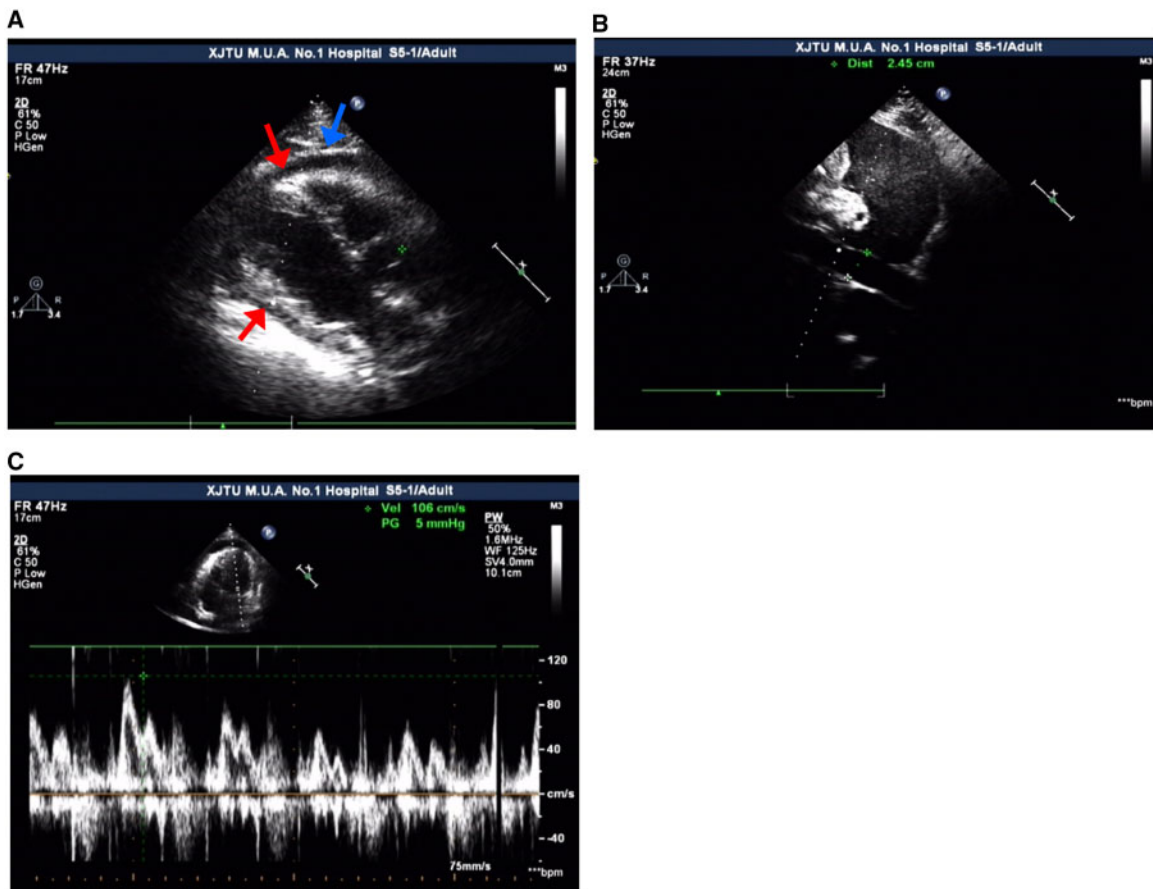 A
XJTU M.U.A. No.1 Hospital S5-1/Adult
FR 47Hz
17cm
M3
2D
61%
C 50
P Low
HGen
P
G
P R
1.7 3.4
x
B
XJTU M.U.A. No.1 Hospital S5-1/Adult
FR 37Hz
24cm
Dist 2.45 cm
M3
2D
61%
C 50
P Low
HGen
P
G
P R
1.7 3.4
x
***bpm
C
XJTU M.U.A. No.1 Hospital S5-1/Adult
FR 47Hz
17cm
Vel 106 cm/s
PG 5 mmHg
M3
2D
61%
C 50
P Low
HGen
P
x
PW
50%
1.6MHz
WF 125Hz
SV4.0mm
10.1cm
120
80
40
cm/s
-40
75mm/s
***bpm